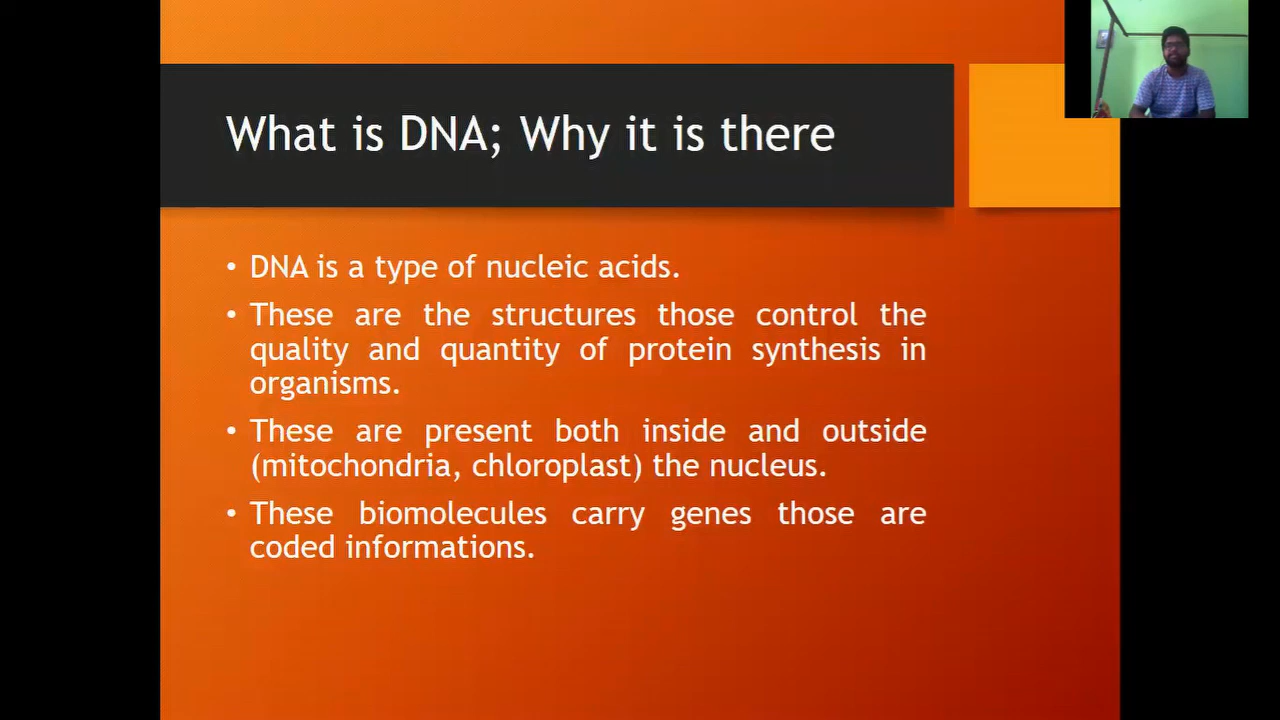 What is DNA; Why it is there
• DNA is a type of nucleic acids.
• These are the structures those control the
quality and quantity of protein synthesis in
organisms.
• These are present both inside and outside
(mitochondria, chloroplast) the nucleus.
• These biomolecules carry genes those are
coded informations.